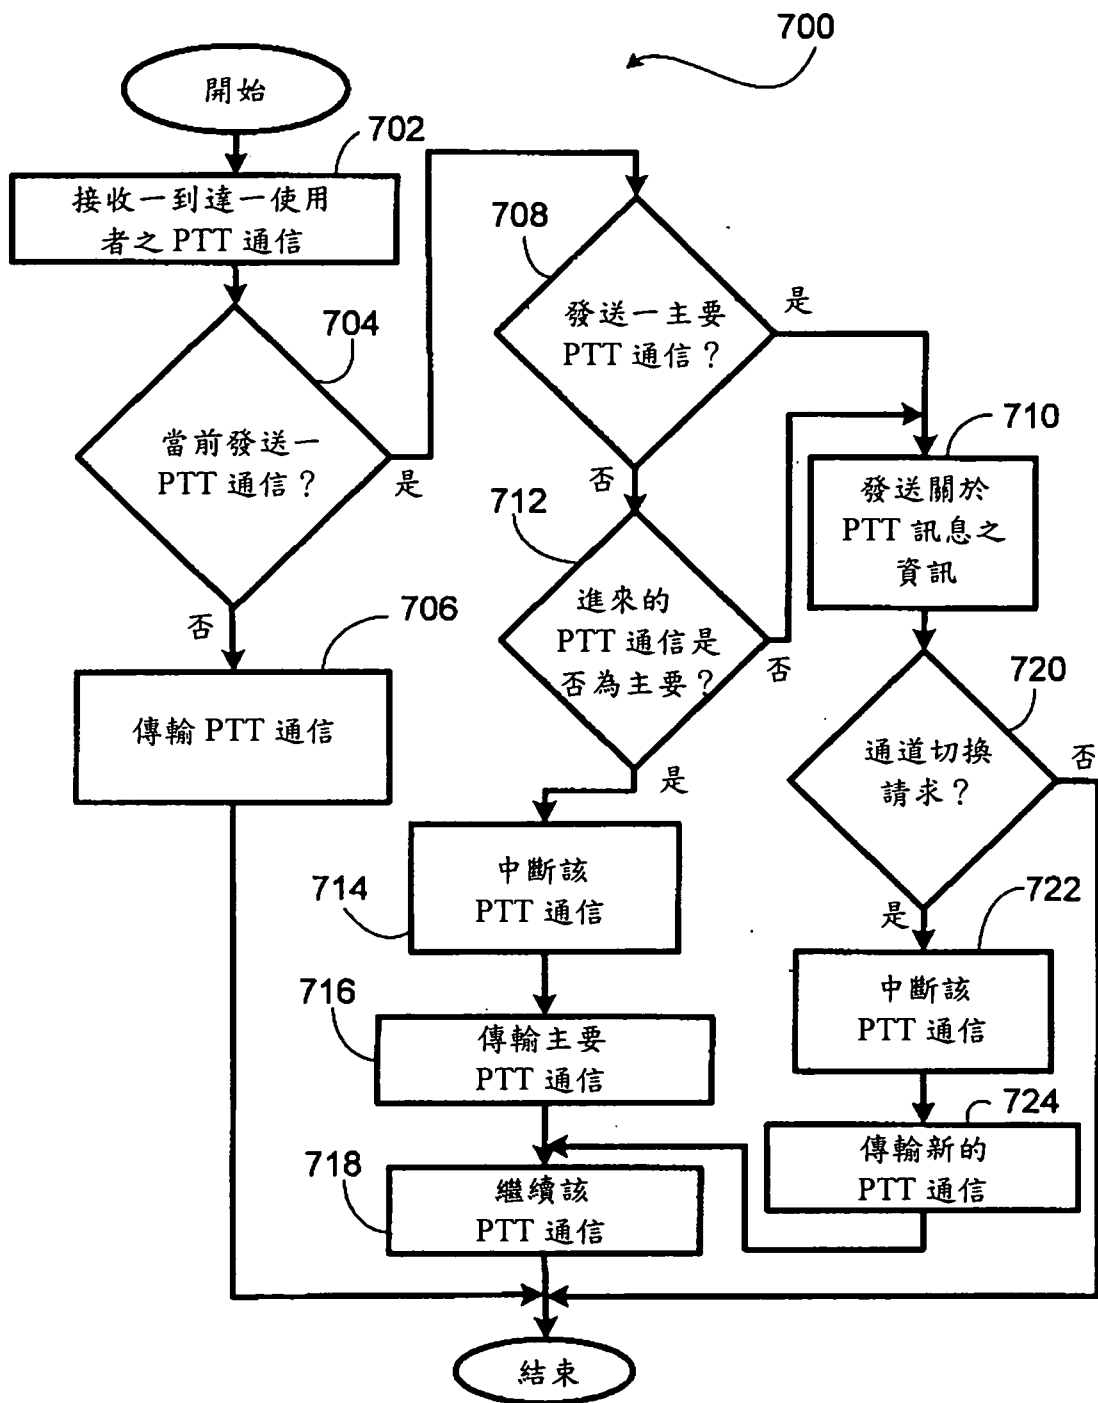 700
開始
702
接收一到達一使用
者之 PTT 通信
704
當前發送一
PTT 通信？
是
否
706
傳輸 PTT 通信
708
發送一主要
PTT 通信？
是
否
710
發送關於
PTT 訊息之
資訊
712
進來的
PTT 通信是
否為主要？
否
是
714
中斷該
PTT 通信
716
傳輸主要
PTT 通信
718
繼續該
PTT 通信
720
通道切換
請求？
否
是
722
中斷該
PTT 通信
724
傳輸新的
PTT 通信
結束